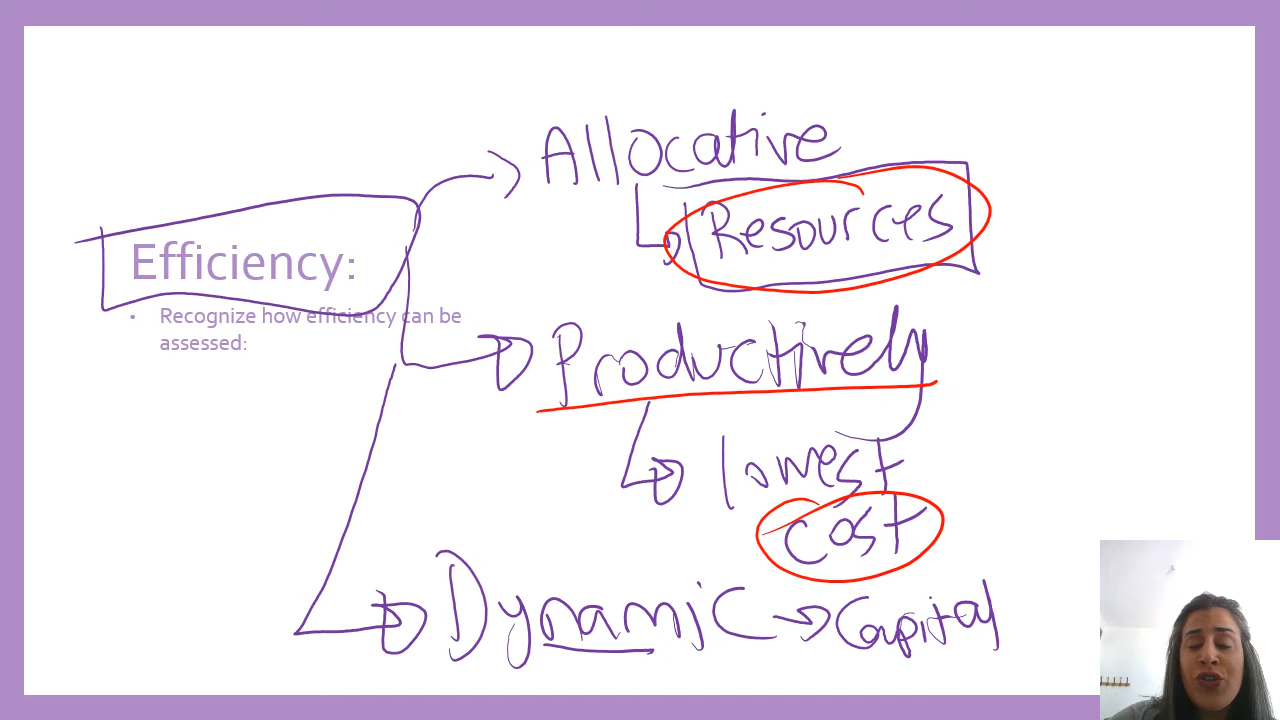 Allocative
Resources
Efficiency:
• Recognize how efficiency can be
assessed:
Productively
lowest
cost
Dynamic → Capital